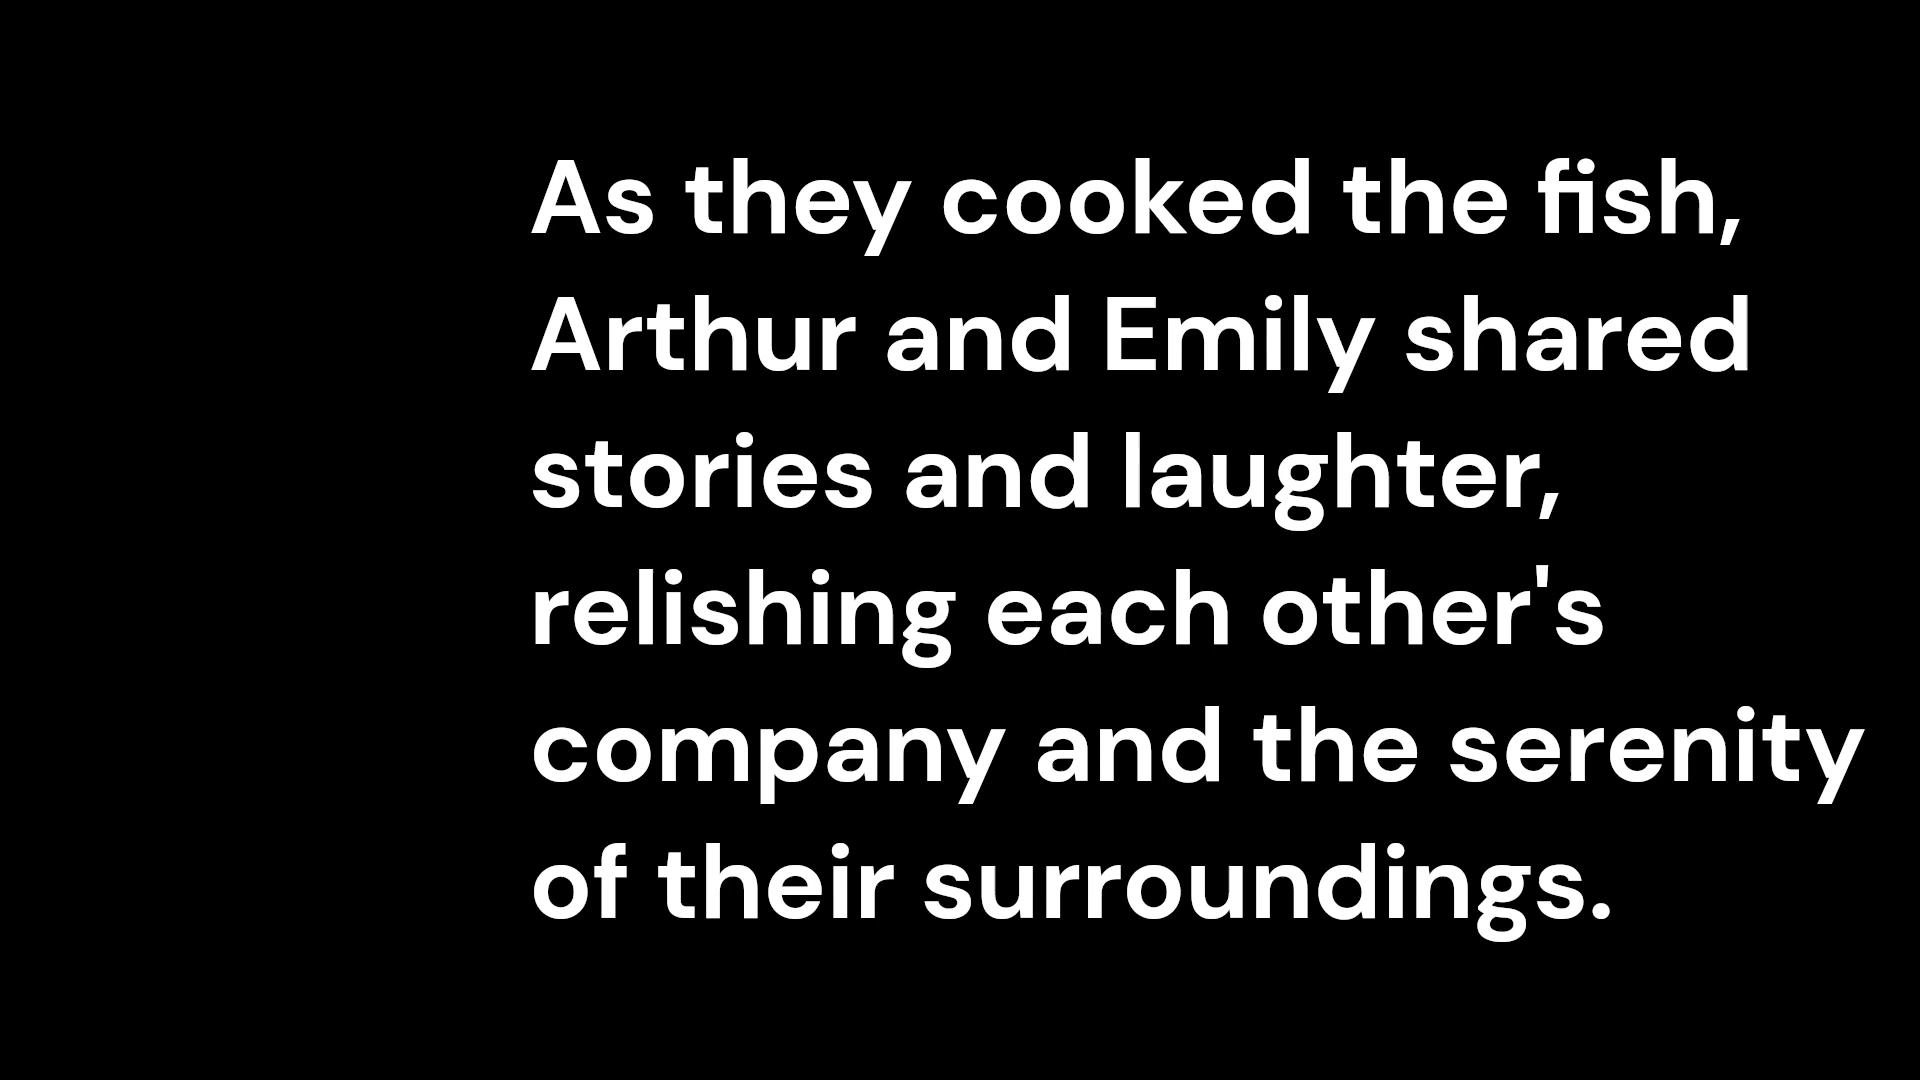 As they cooked the fish,
Arthur and Emily shared
stories and laughter,
relishing each other's
company and the serenity
of their surroundings.